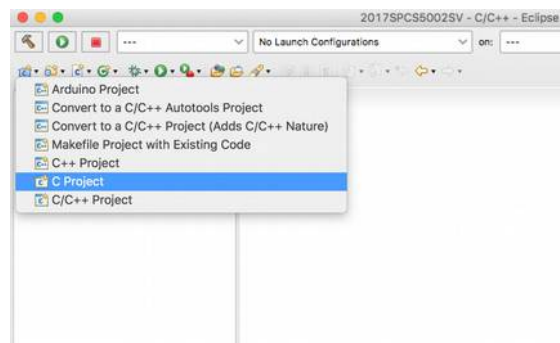 2017SPCS5002SV - C/C++ - Eclipse
--- No Launch Configurations on: ---
Arduino Project
Convert to a C/C++ Autotools Project
Convert to a C/C++ Project (Adds C/C++ Nature)
Makefile Project with Existing Code
C++ Project
C Project
C/C++ Project